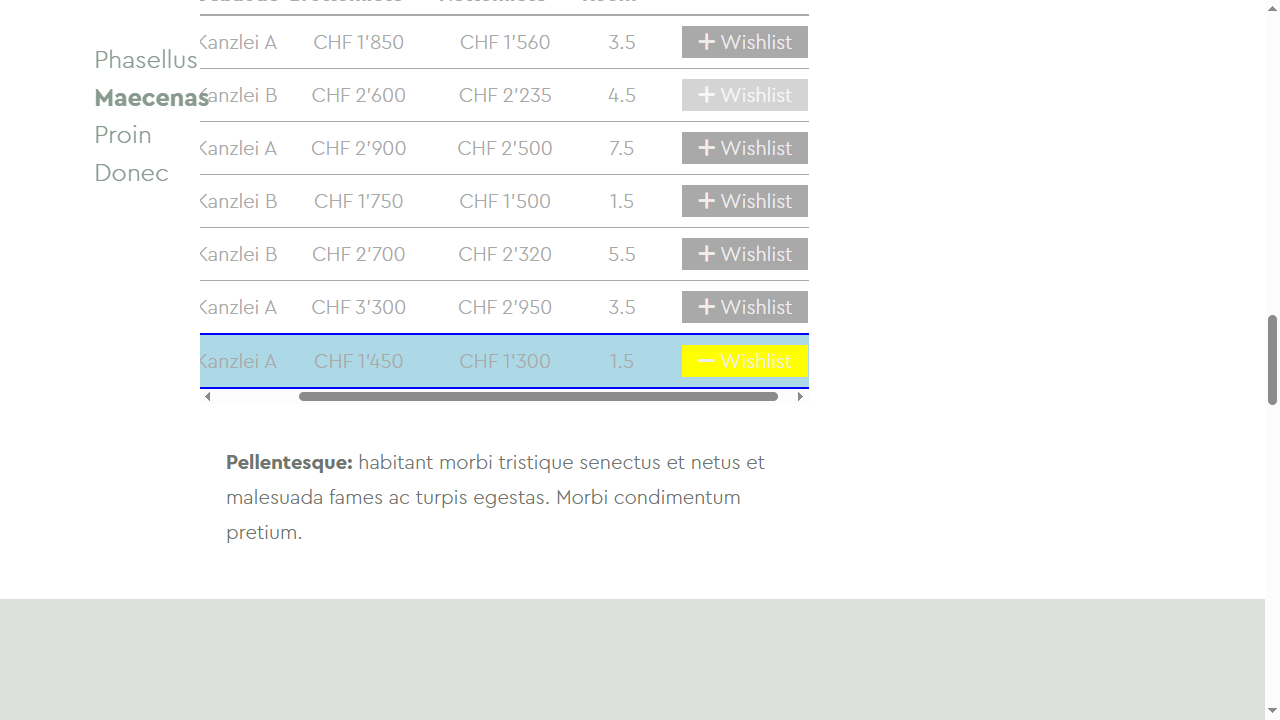 Phasellus
Maecenas
Proin
Donec
Kanzlei A CHF 1'850 CHF 1'560 3.5 + Wishlist
Kanzlei B CHF 2'600 CHF 2'235 4.5 + Wishlist
Kanzlei A CHF 2'900 CHF 2'500 7.5 + Wishlist
Kanzlei B CHF 1'750 CHF 1'500 1.5 + Wishlist
Kanzlei B CHF 2'700 CHF 2'320 5.5 + Wishlist
Kanzlei A CHF 3'300 CHF 2'950 3.5 + Wishlist
Kanzlei A CHF 1'450 CHF 1'300 1.5 − Wishlist
Pellentesque: habitant morbi tristique senectus et netus et
malesuada fames ac turpis egestas. Morbi condimentum
pretium.